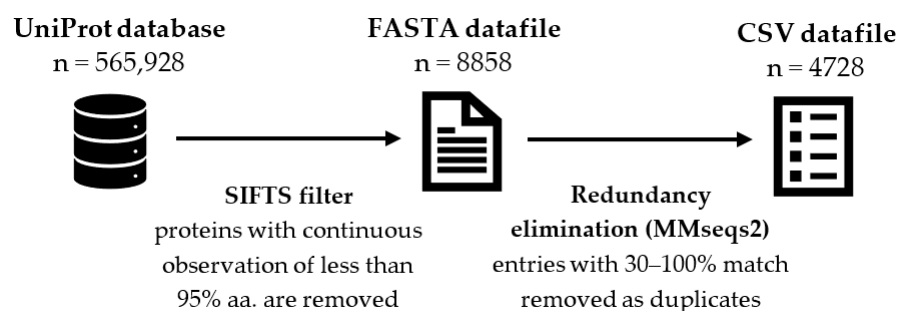 UniProt database
n = 565,928
FASTA datafile
n = 8858
CSV datafile
n = 4728
SIFTS filter
proteins with continuous
observation of less than
95% aa. are removed
Redundancy
elimination (MMseqs2)
entries with 30–100% match
removed as duplicates